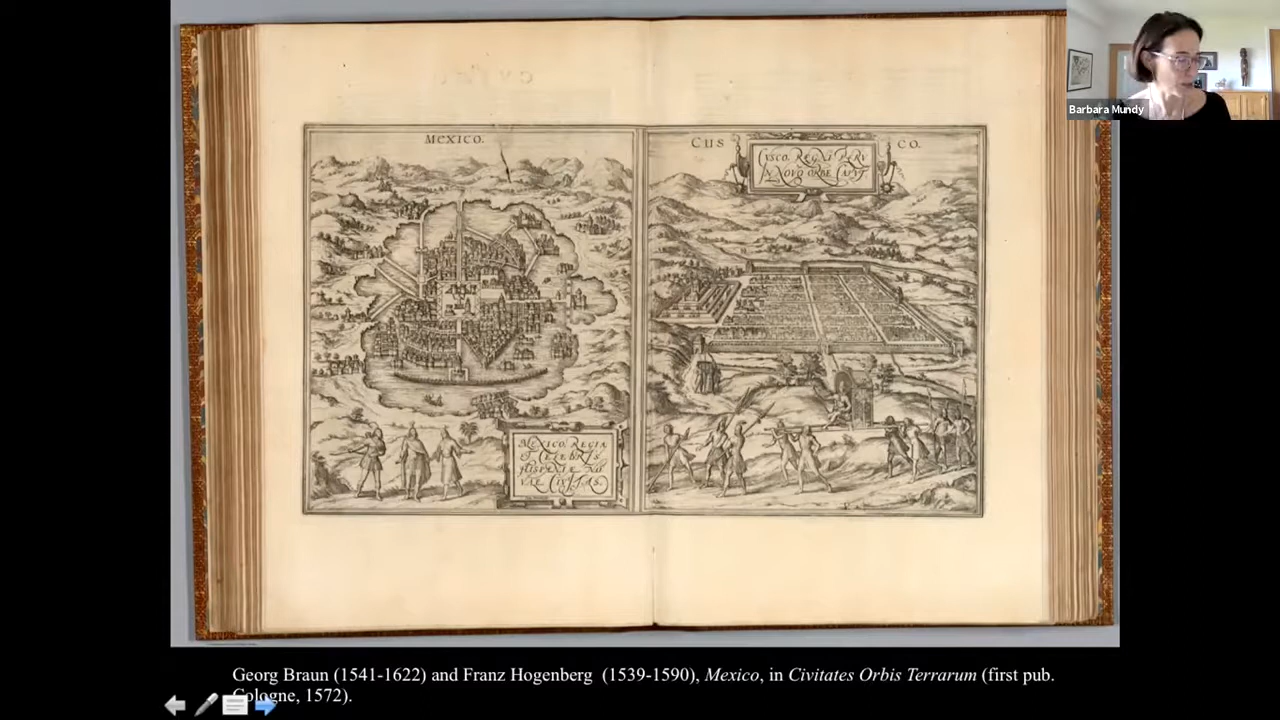 Barbara Mundy
MEXICO.
CUS CO.
CUSCO, REGNI PERV
IN NOVO ORBE CAPVT
MEXICO, REGIA
ET CELEBRIS
HISPANIAE NO
VAE CIVITAS.
Georg Braun (1541-1622) and Franz Hogenberg (1539-1590), Mexico, in Civitates Orbis Terrarum (first pub.
Cologne, 1572).